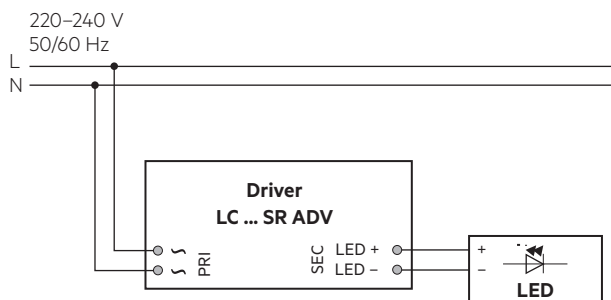 220–240 V
50/60 Hz
L
N
Driver
LC ... SR ADV
~ PRI SEC LED +
~ LED –
+
–
LED